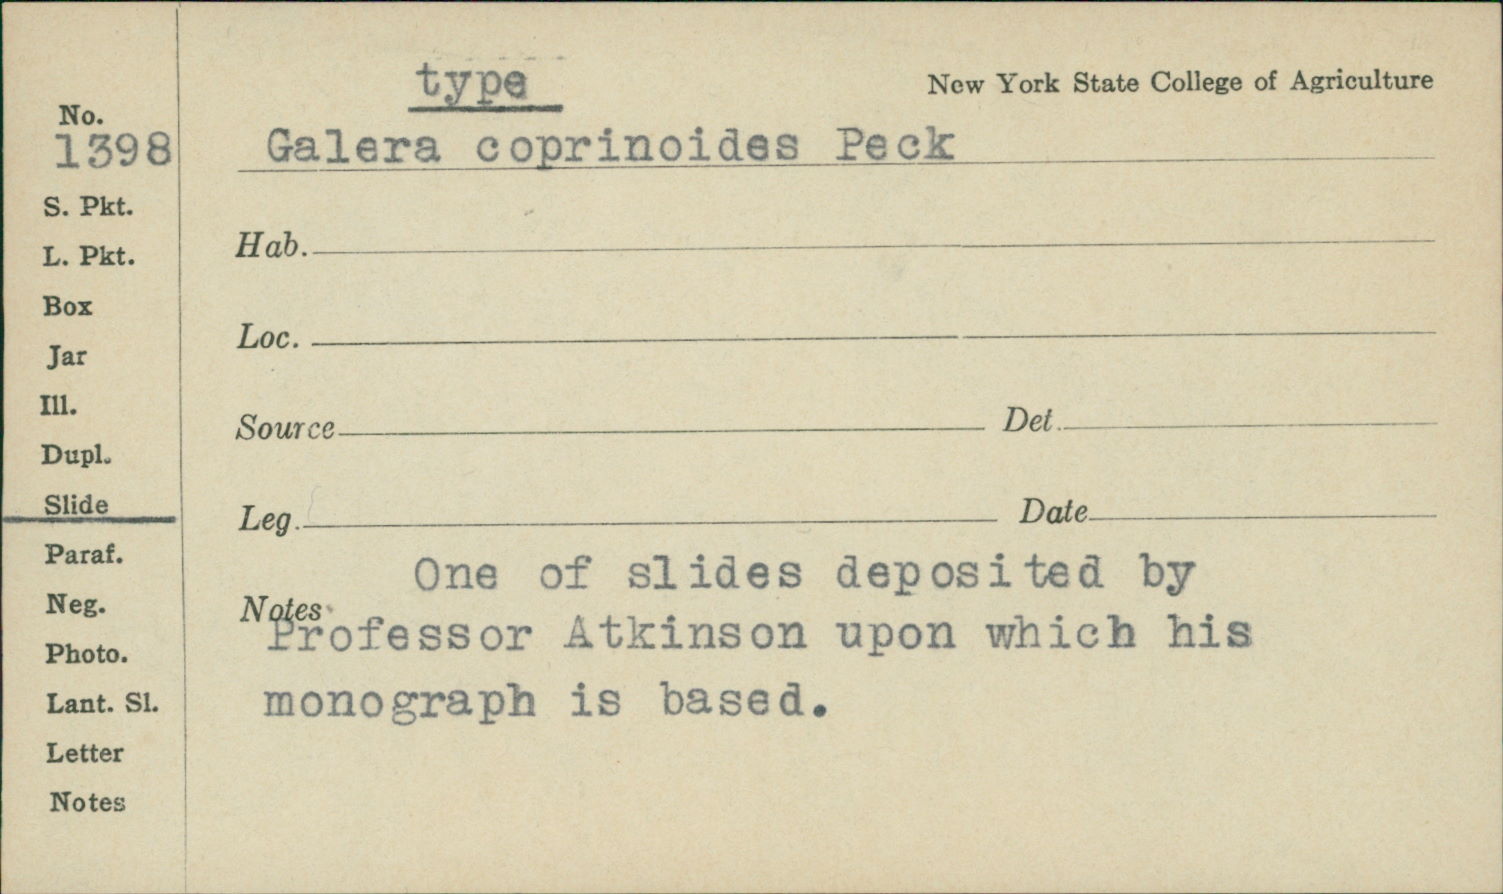 type
New York State College of Agriculture
No.
1398
Galera coprinoides Peck
S. Pkt.
L. Pkt.
Box
Jar
Ill.
Dupl.
Slide
Paraf.
Neg.
Photo.
Lant. Sl.
Letter
Notes
Hab.
Loc.
Source
Det.
Leg.
Date
Notes
One of slides deposited by
Professor Atkinson upon which his
monograph is based.